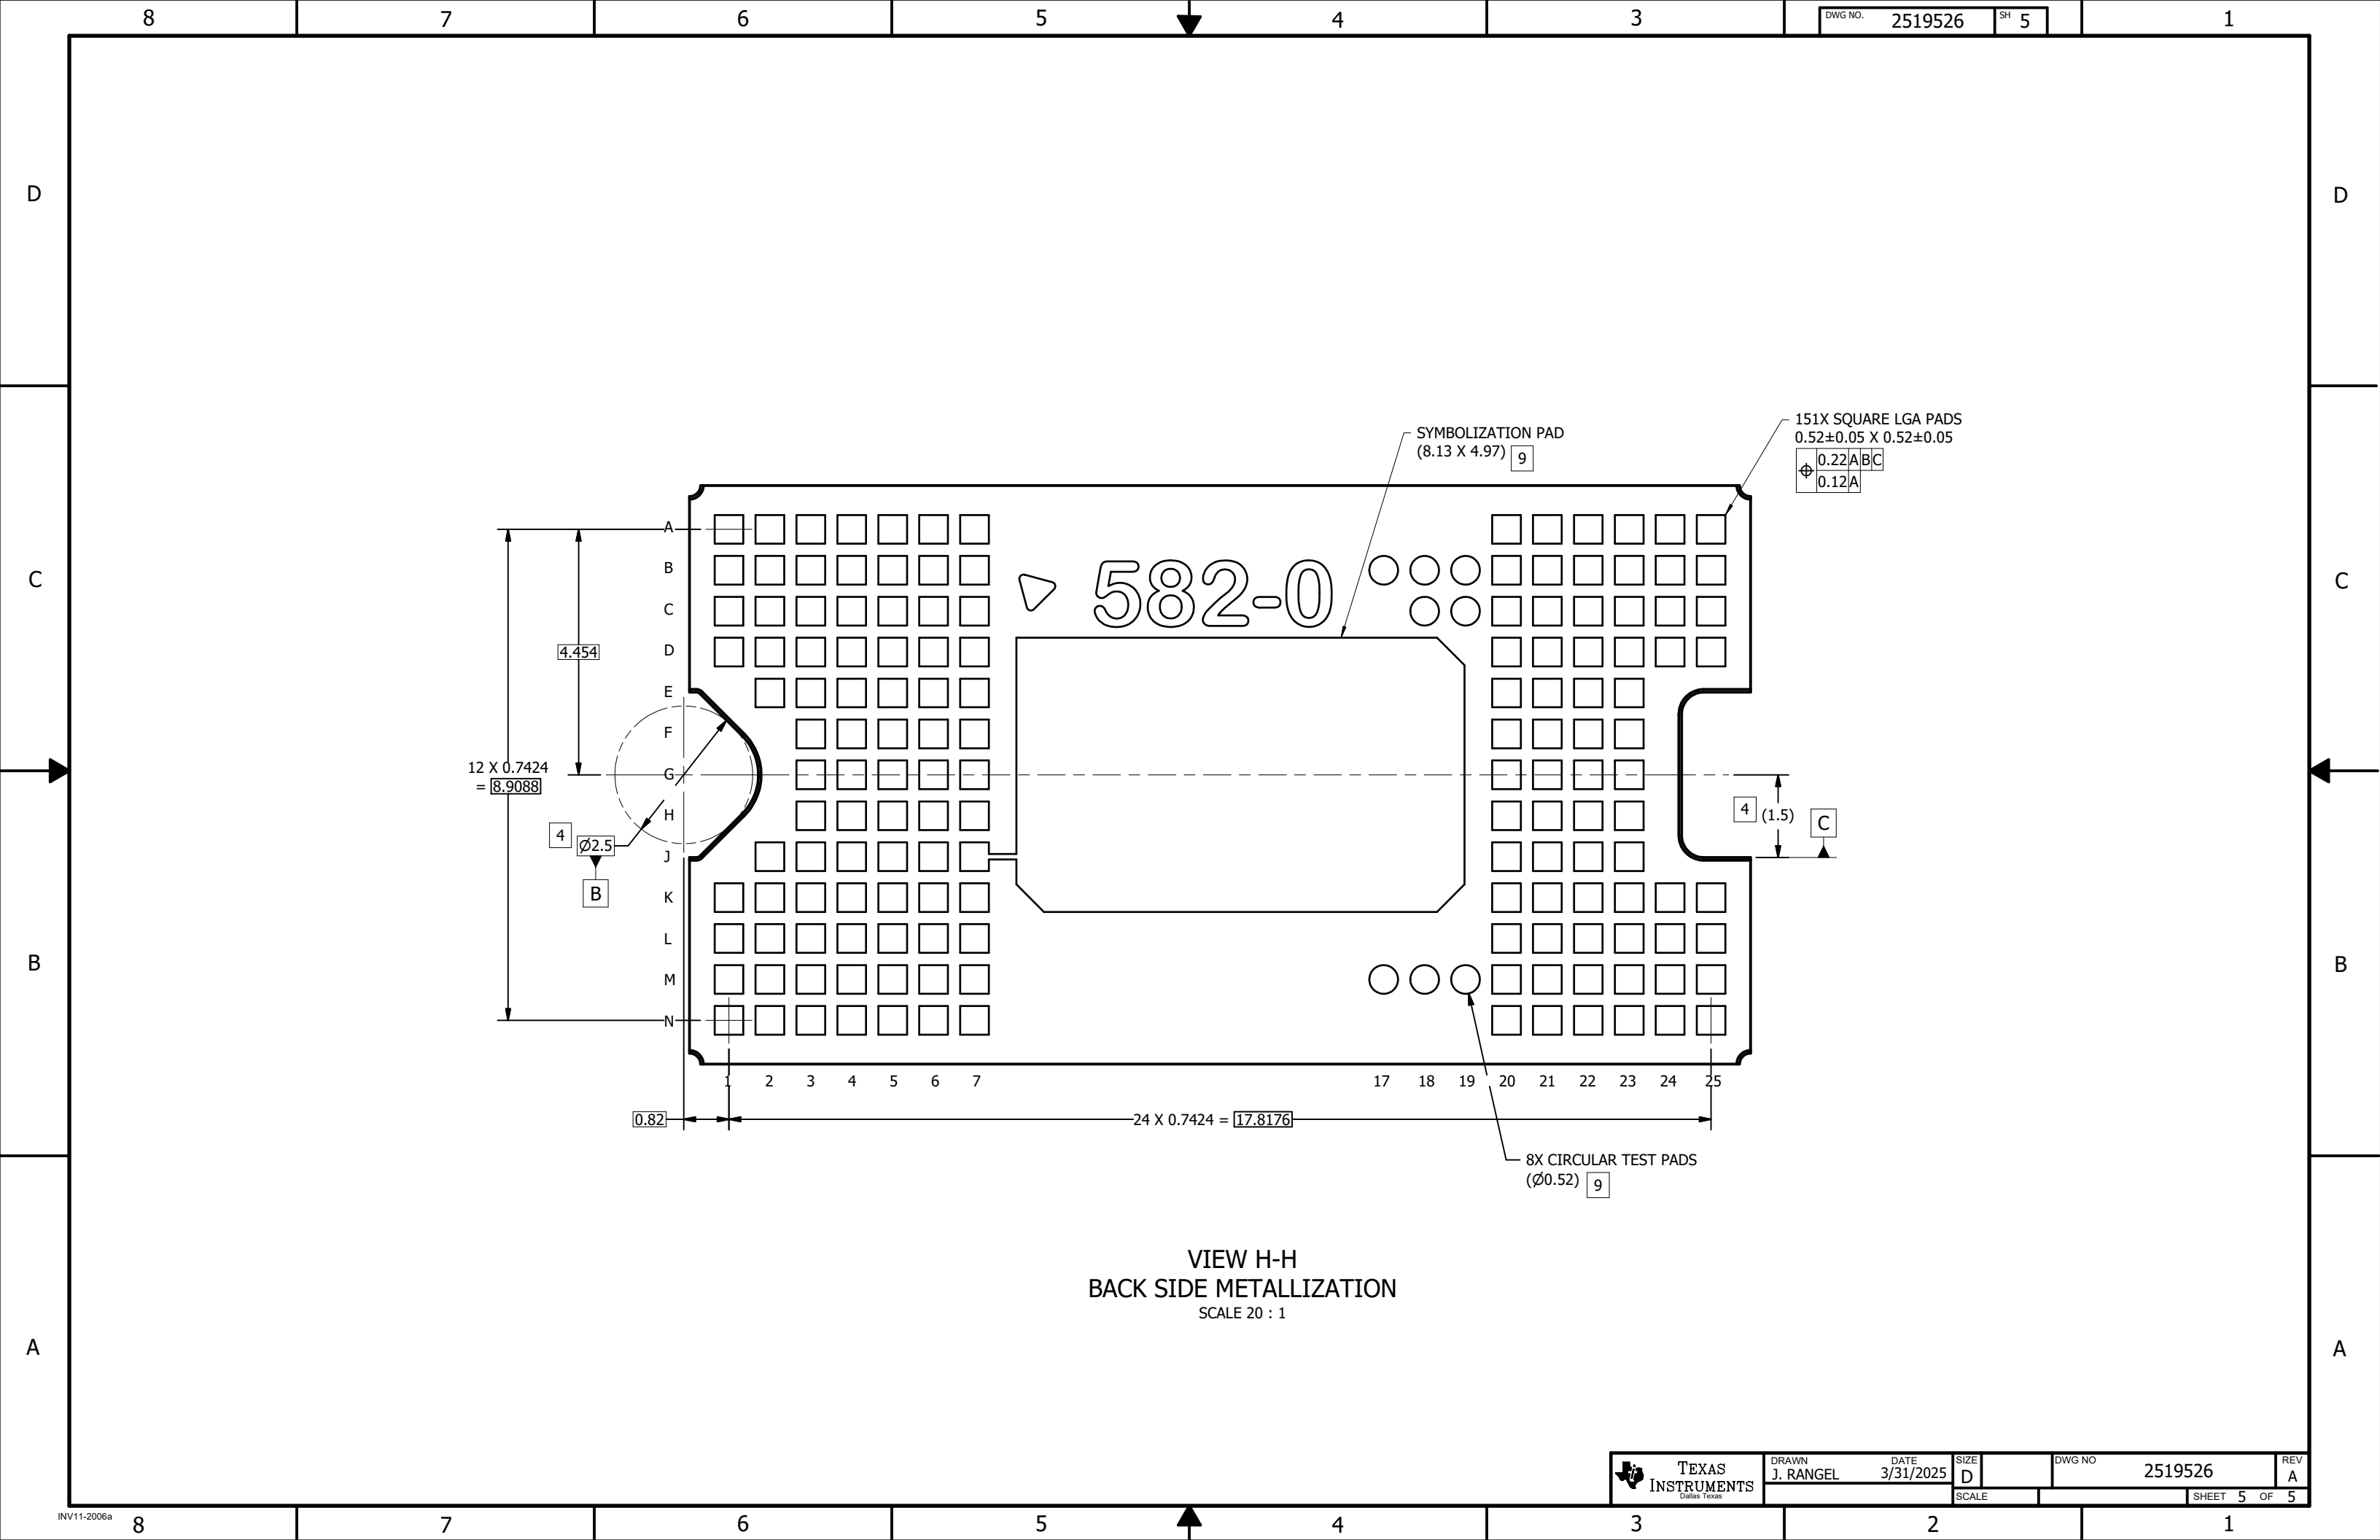 8 7 6 5 4 3 1
DWG NO. 2519526 SH 5
D D
SYMBOLIZATION PAD
(8.13 X 4.97) 9
151X SQUARE LGA PADS
0.52±0.05 X 0.52±0.05
⌖ 0.22 A B C
0.12 A
A
B
582-0
C C
C
D
4.454
E
F
G
12 X 0.7424
= 8.9088
H
4 (1.5)
C
4
Ø2.5
J
B
K
L
B B
M
N
1 2 3 4 5 6 7 17 18 19 20 21 22 23 24 25
0.82
24 X 0.7424 = 17.8176
8X CIRCULAR TEST PADS
(Ø0.52) 9
VIEW H-H
BACK SIDE METALLIZATION
SCALE 20 : 1
A A
TEXAS
INSTRUMENTS
Dallas Texas
DRAWN DATE
J. RANGEL 3/31/2025
SIZE
D
DWG NO
2519526
REV
A
SCALE
SHEET 5 OF 5
INV11-2006a
8 7 6 5 4 3 2 1